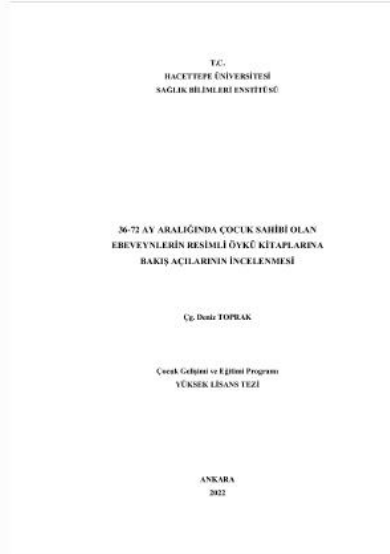 T.C.
HACETTEPE ÜNİVERSİTESİ
SAĞLIK BİLİMLERİ ENSTİTÜSÜ
36-72 AY ARALIĞINDA ÇOCUK SAHİBİ OLAN
EBEVEYNLERİN RESİMLİ ÖYKÜ KİTAPLARINA
BAKIŞ AÇILARININ İNCELENMESİ
Çg. Deniz TOPRAK
Çocuk Gelişimi ve Eğitimi Programı
YÜKSEK LİSANS TEZİ
ANKARA
2022